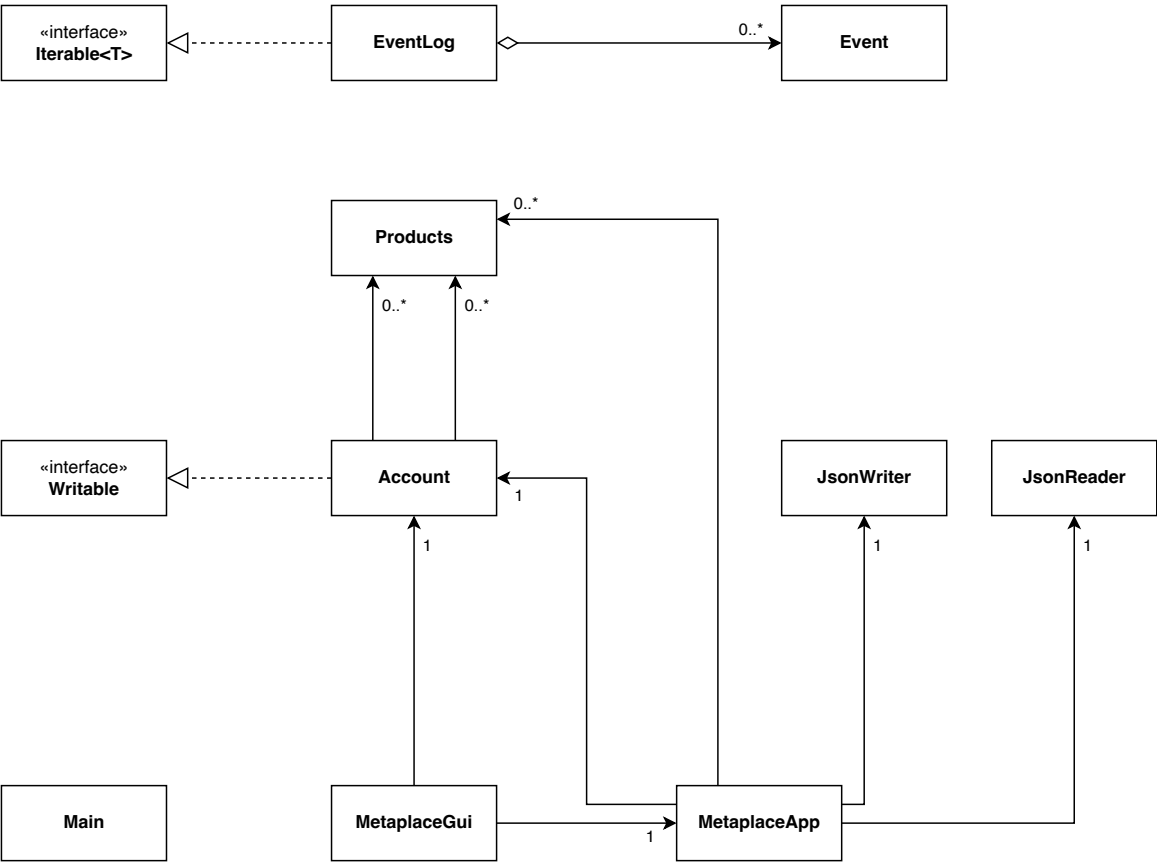 «interface»
Iterable<T>
EventLog
0..*
Event
Products
0..*
0..*
0..*
«interface»
Writable
Account
1
JsonWriter
JsonReader
1
1
1
Main
MetaplaceGui
1
MetaplaceApp